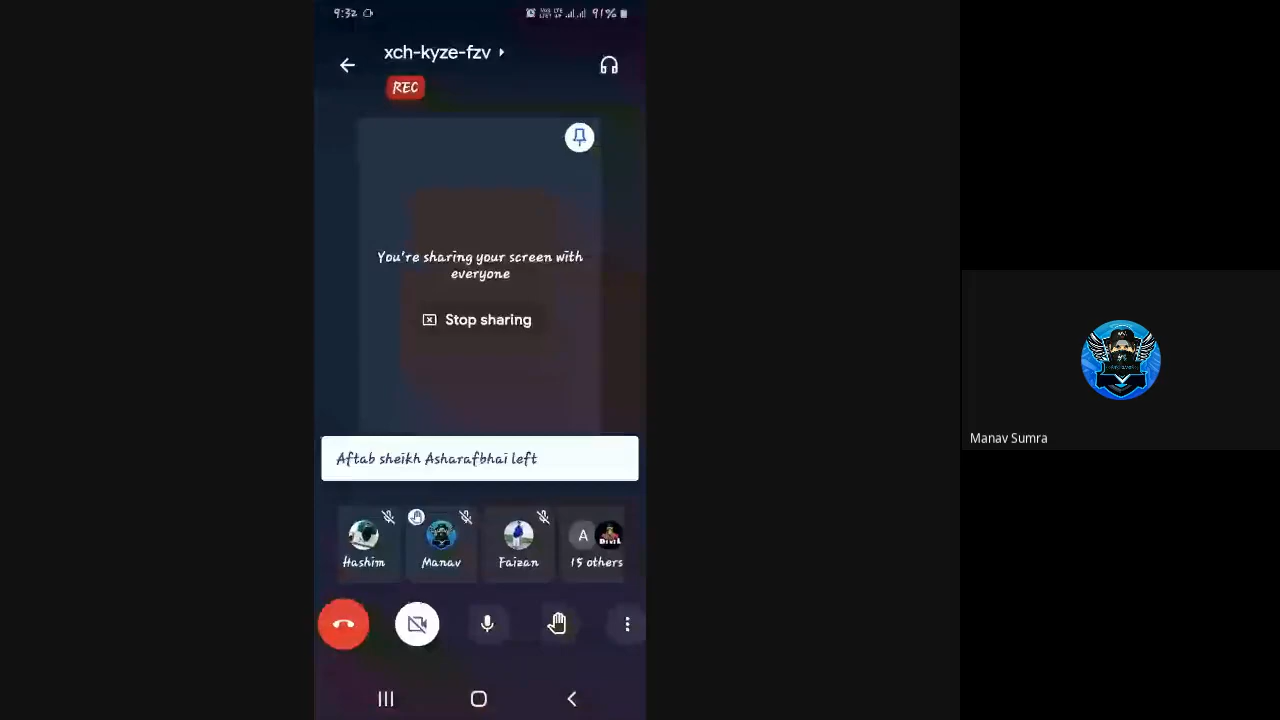 9:32
91%
xch-kyze-fzv
REC
You're sharing your screen with
everyone
Stop sharing
Aftab sheikh Asharafbhai left
Hashim
Manav
Faizan
A
15 others
Manav Sumra